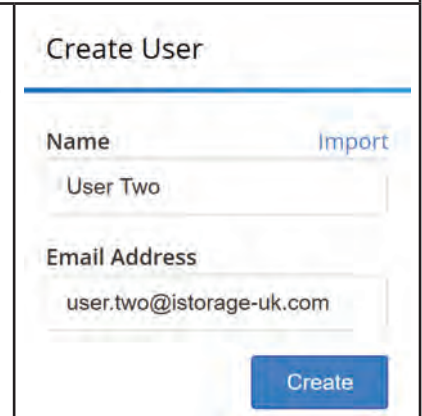 Create User
Name Import
User Two
Email Address
user.two@istorage-uk.com
Create